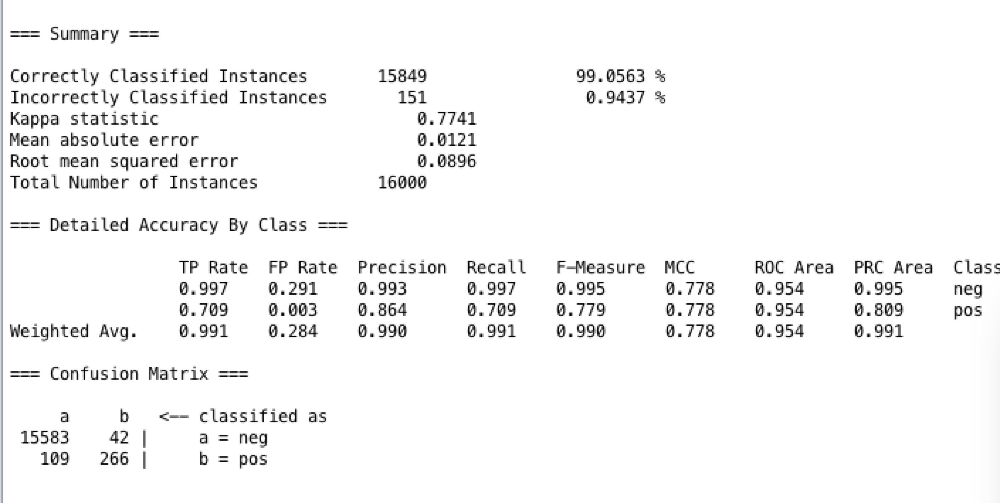 === Summary ===
Correctly Classified Instances 15849 99.0563 %
Incorrectly Classified Instances 151 0.9437 %
Kappa statistic 0.7741
Mean absolute error 0.0121
Root mean squared error 0.0896
Total Number of Instances 16000
=== Detailed Accuracy By Class ===
TP Rate FP Rate Precision Recall F-Measure MCC ROC Area PRC Area Class
0.997 0.291 0.993 0.997 0.995 0.778 0.954 0.995 neg
0.709 0.003 0.864 0.709 0.779 0.778 0.954 0.809 pos
Weighted Avg. 0.991 0.284 0.990 0.991 0.990 0.778 0.954 0.991
=== Confusion Matrix ===
a b <-- classified as
15583 42 | a = neg
109 266 | b = pos